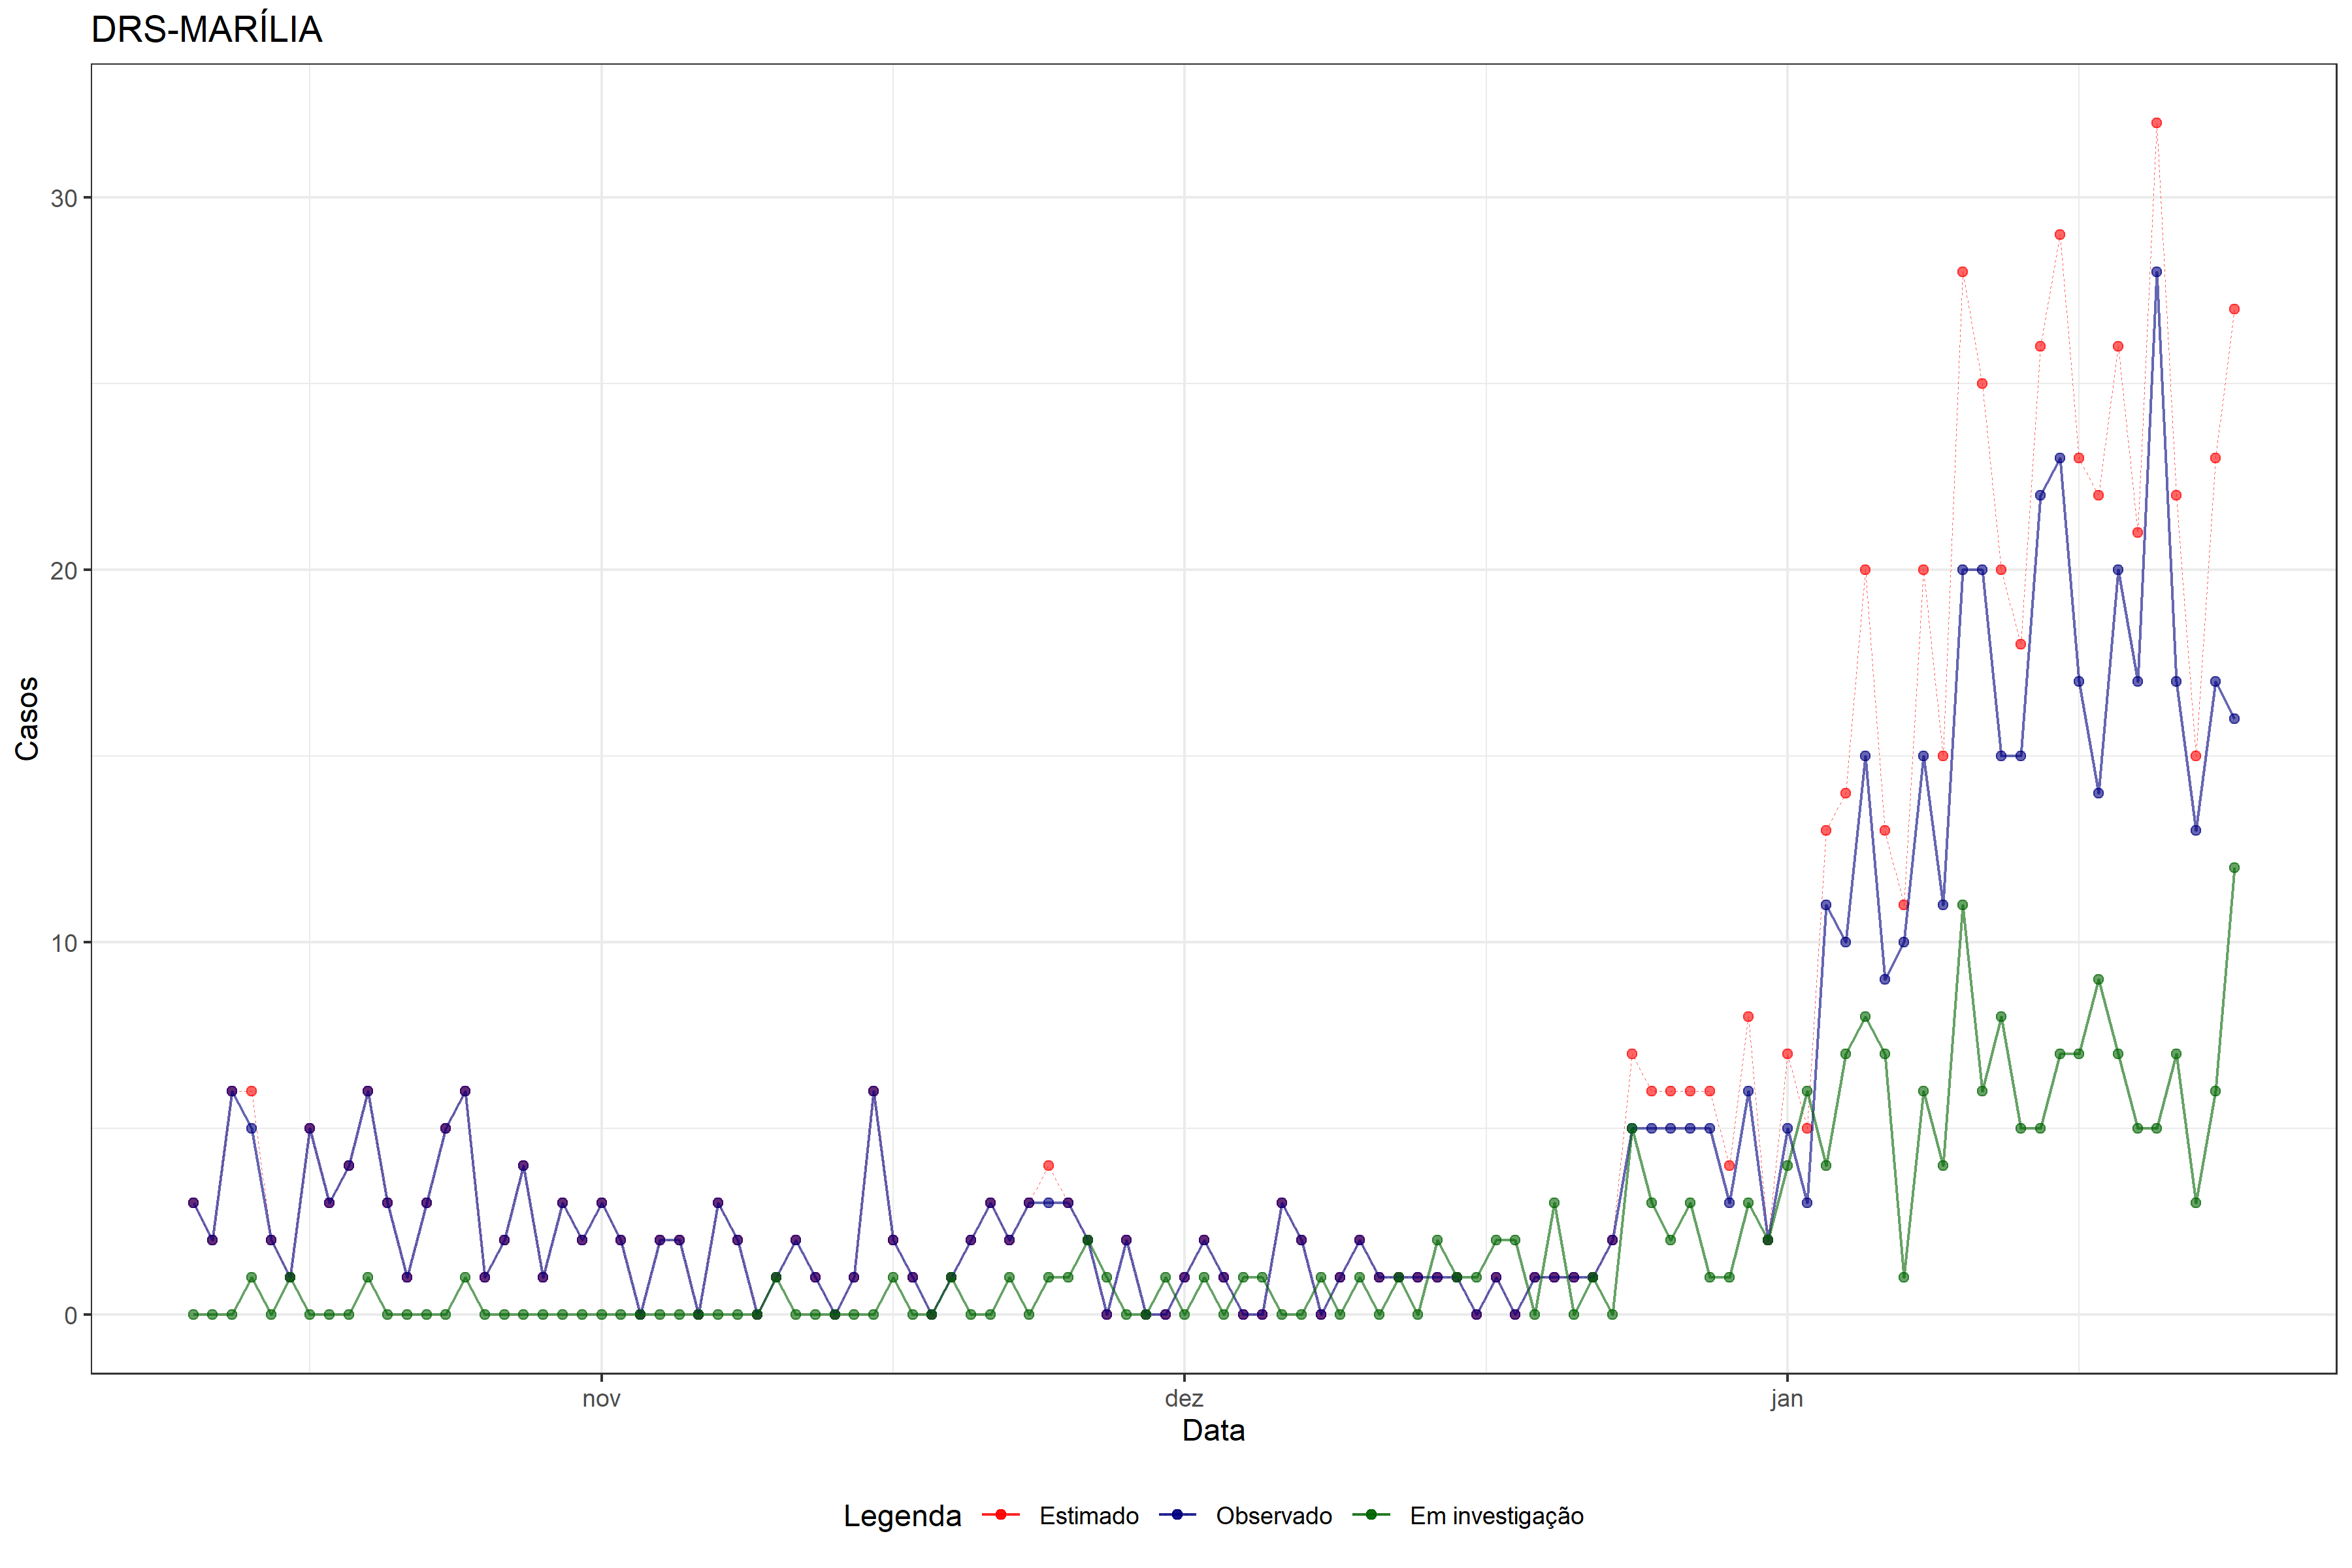 DRS-MARÍLIA
Casos
30
20
10
0
nov dez jan
Data
Legenda Estimado Observado Em investigação